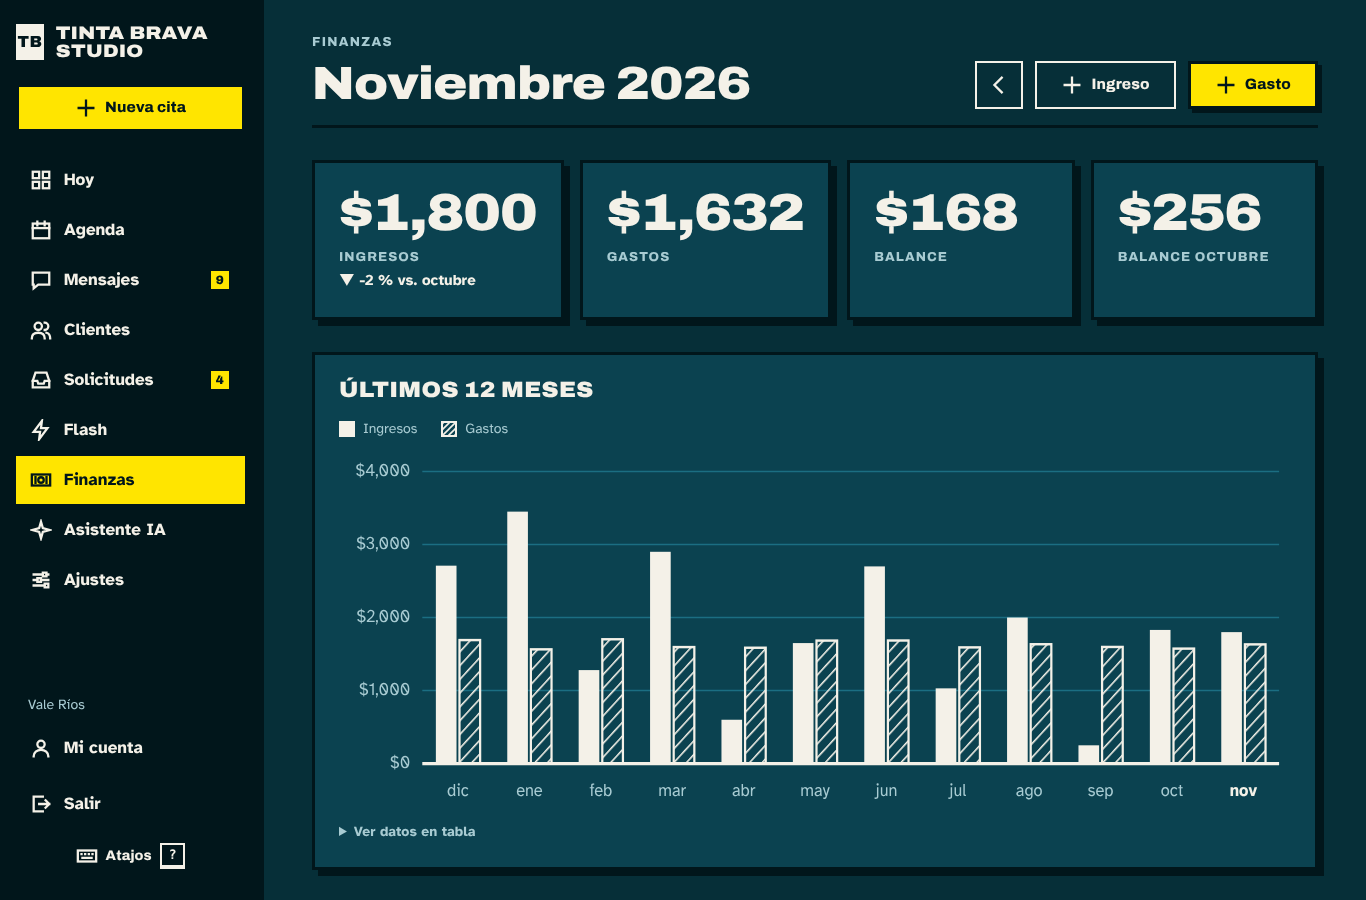 TB
TINTA BRAVA
STUDIO
Nueva cita
Hoy
Agenda
Mensajes 9
Clientes
Solicitudes 4
Flash
Finanzas
Asistente IA
Ajustes
Vale Ríos
Mi cuenta
Salir
Atajos ?
FINANZAS
Noviembre 2026
Ingreso
Gasto
$1,800
INGRESOS
▼ -2 % vs. octubre
$1,632
GASTOS
$168
BALANCE
$256
BALANCE OCTUBRE
ÚLTIMOS 12 MESES
Ingresos Gastos
$4,000
$3,000
$2,000
$1,000
$0
dic ene feb mar abr may jun jul ago sep oct nov
Ver datos en tabla